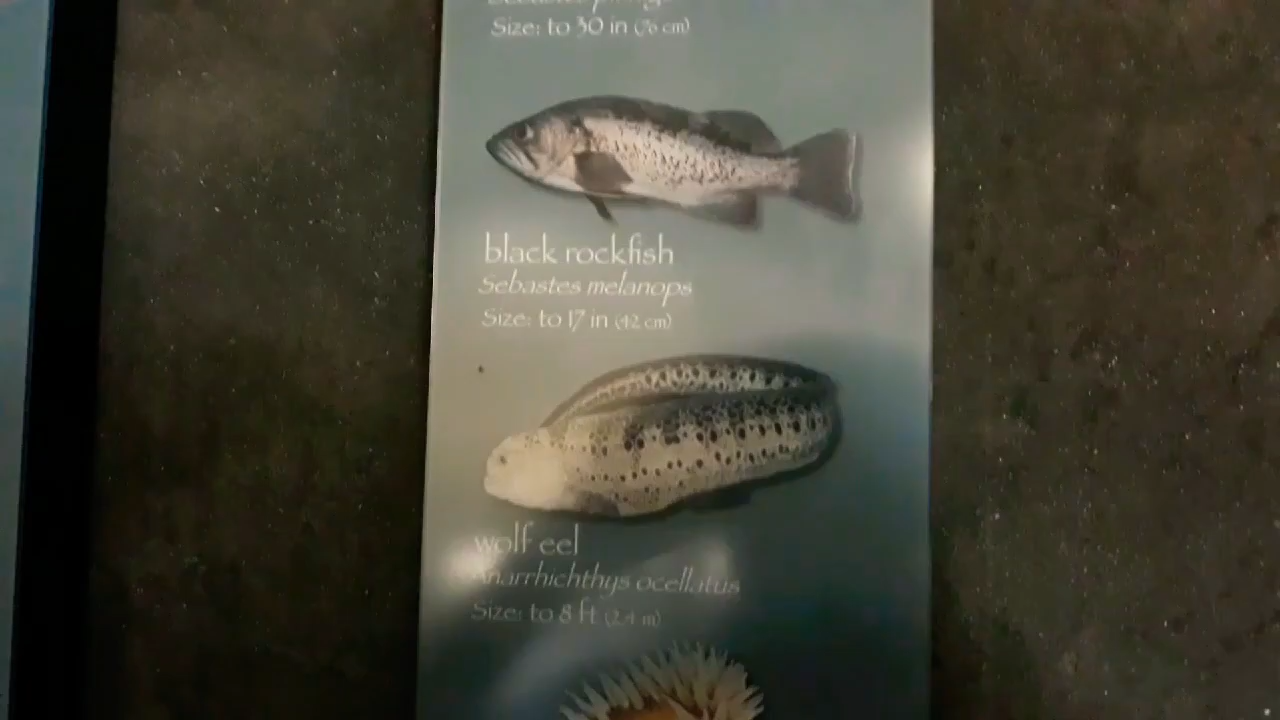 Size: to 30 in (76 cm)
black rockfish
Sebastes melanops
Size: to 17 in (42 cm)
wolf eel
Anarrhichthys ocellatus
Size: to 8 ft (2.4 m)